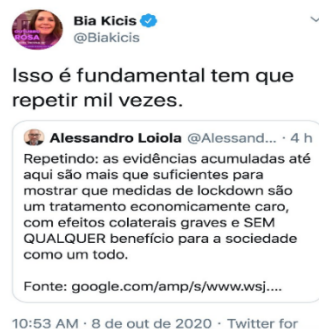 Bia Kicis
@Biakicis
ROSA
Isso é fundamental tem que
repetir mil vezes.
Alessandro Loiola @Alessand... · 4 h
Repetindo: as evidências acumuladas até
aqui são mais que suficientes para
mostrar que medidas de lockdown são
um tratamento economicamente caro,
com efeitos colaterais graves e SEM
QUALQUER benefício para a sociedade
como um todo.
Fonte: google.com/amp/s/www.wsj....
10:53 AM · 8 de out de 2020 · Twitter for